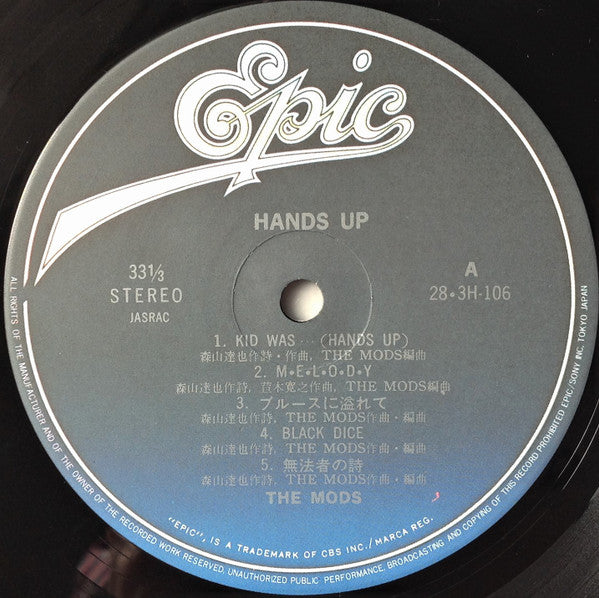 Epic
HANDS UP
33 1/3
STEREO
JASRAC
A
28・3H-106
1. KID WAS … (HANDS UP)
森山達也作詩・作曲, THE MODS編曲
2. M•E•L•O•D•Y
森山達也作詩, 苣木寛之作曲, THE MODS編曲
3. ブルースに溢れて
森山達也作詩, THE MODS作曲・編曲
4. BLACK DICE
森山達也作詩, THE MODS作曲・編曲
5. 無法者の詩
森山達也作詩, THE MODS作曲・編曲
THE MODS
"EPIC", IS A TRADEMARK OF CBS INC./MARCA REG.
ALL RIGHTS OF THE MANUFACTURER AND OF THE OWNER OF THE RECORDED WORK RESERVED. UNAUTHORIZED PUBLIC PERFORMANCE, BROADCASTING AND COPYING OF THIS RECORD PROHIBITED EPIC/SONY INC. TOKYO JAPAN